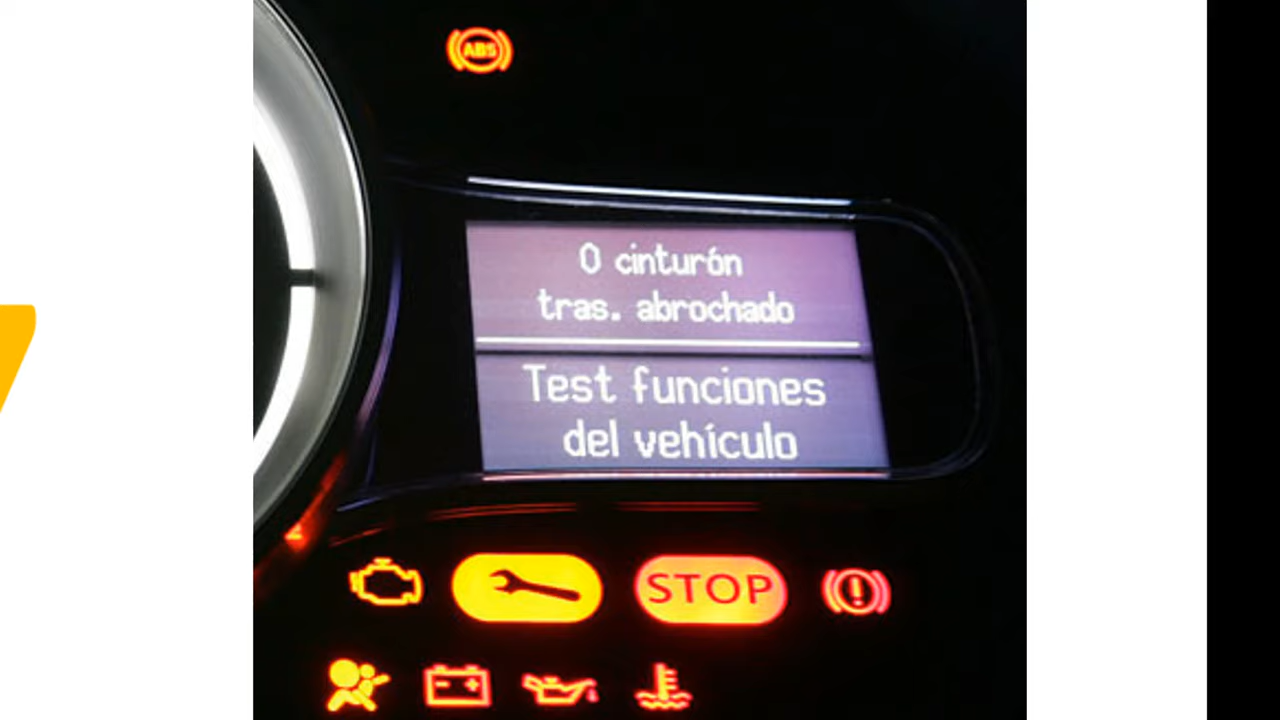 ABS
0 cinturón
tras. abrochado
Test funciones
del vehículo
STOP